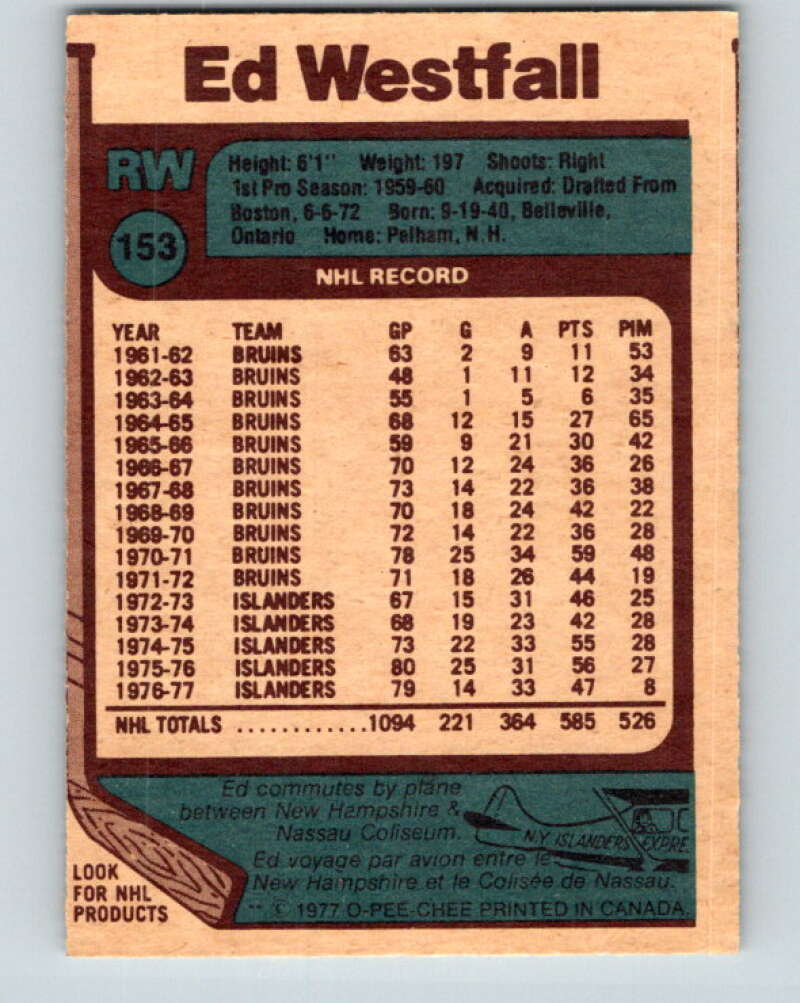 Ed Westfall
RW
Height: 6'1" Weight: 197 Shoots: Right
1st Pro Season: 1959-60 Acquired: Drafted From
Boston, 6-6-72 Born: 9-19-40, Belleville,
Ontario Home: Pelham, N.H.
153
NHL RECORD
YEAR TEAM GP G A PTS PIM
1961-62 BRUINS 63 2 9 11 53
1962-63 BRUINS 48 1 11 12 34
1963-64 BRUINS 55 1 5 6 35
1964-65 BRUINS 68 12 15 27 65
1965-66 BRUINS 59 9 21 30 42
1966-67 BRUINS 70 12 24 36 26
1967-68 BRUINS 73 14 22 36 38
1968-69 BRUINS 70 18 24 42 22
1969-70 BRUINS 72 14 22 36 28
1970-71 BRUINS 78 25 34 59 48
1971-72 BRUINS 71 18 26 44 19
1972-73 ISLANDERS 67 15 31 46 25
1973-74 ISLANDERS 68 19 23 42 28
1974-75 ISLANDERS 73 22 33 55 28
1975-76 ISLANDERS 80 25 31 56 27
1976-77 ISLANDERS 79 14 33 47 8
NHL TOTALS ............1094 221 364 585 526
Ed commutes by plane
between New Hampshire &
Nassau Coliseum.
N.Y. ISLANDERS EXPRE
Ed voyage par avion entre le
New Hampshire et le Colisée de Nassau.
** © 1977 O-PEE-CHEE PRINTED IN CANADA
LOOK
FOR NHL
PRODUCTS